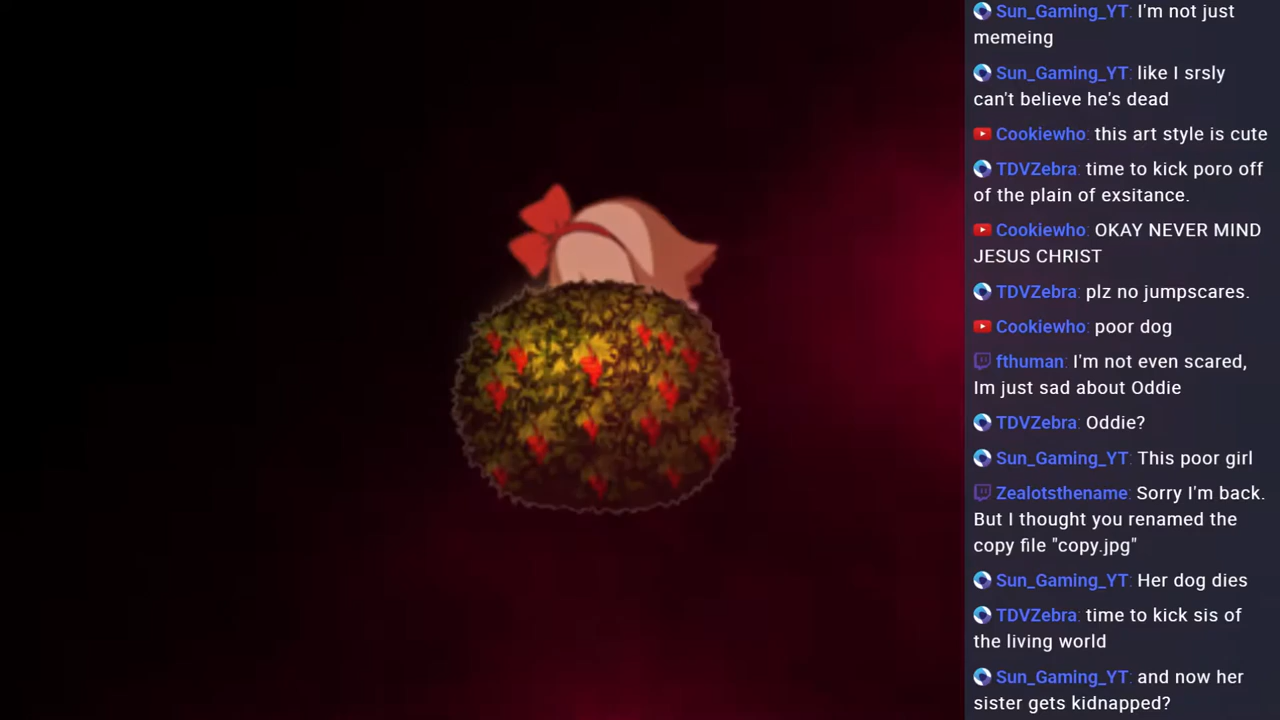 Sun_Gaming_YT: I'm not just
memeing
Sun_Gaming_YT: like I srsly
can't believe he's dead
Cookiewho: this art style is cute
TDVZebra: time to kick poro off
of the plain of exsitance.
Cookiewho: OKAY NEVER MIND
JESUS CHRIST
TDVZebra: plz no jumpscares.
Cookiewho: poor dog
fthuman: I'm not even scared,
Im just sad about Oddie
TDVZebra: Oddie?
Sun_Gaming_YT: This poor girl
Zealotsthename: Sorry I'm back.
But I thought you renamed the
copy file "copy.jpg"
Sun_Gaming_YT: Her dog dies
TDVZebra: time to kick sis of
the living world
Sun_Gaming_YT: and now her
sister gets kidnapped?